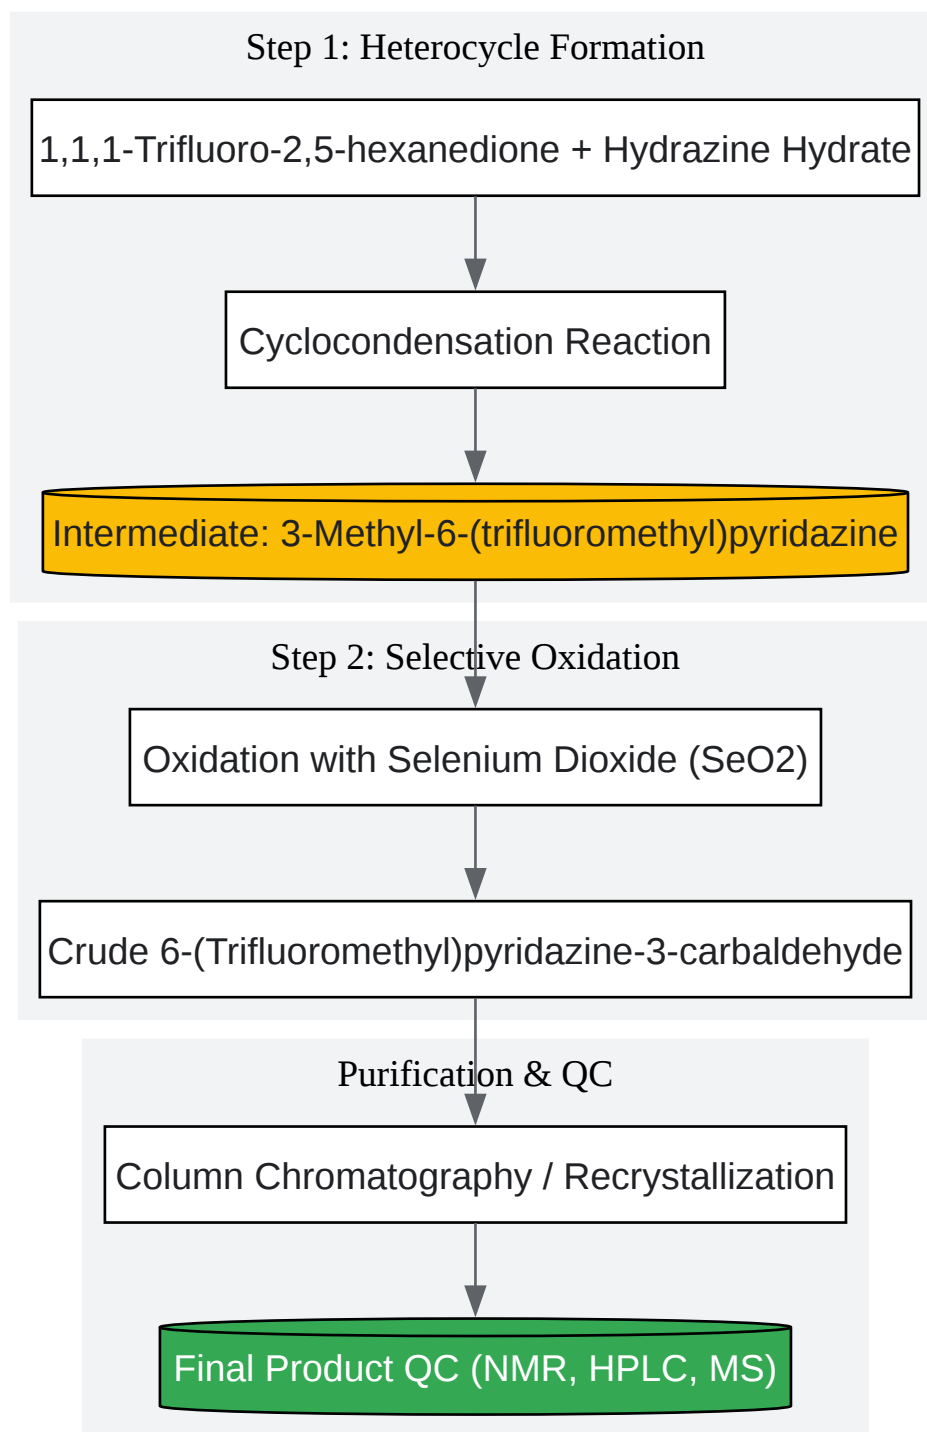 Step 1: Heterocycle Formation
1,1,1-Trifluoro-2,5-hexanedione + Hydrazine Hydrate
Cyclocondensation Reaction
Intermediate: 3-Methyl-6-(trifluoromethyl)pyridazine
Step 2: Selective Oxidation
Oxidation with Selenium Dioxide (SeO2)
Crude 6-(Trifluoromethyl)pyridazine-3-carbaldehyde
Purification & QC
Column Chromatography / Recrystallization
Final Product QC (NMR, HPLC, MS)